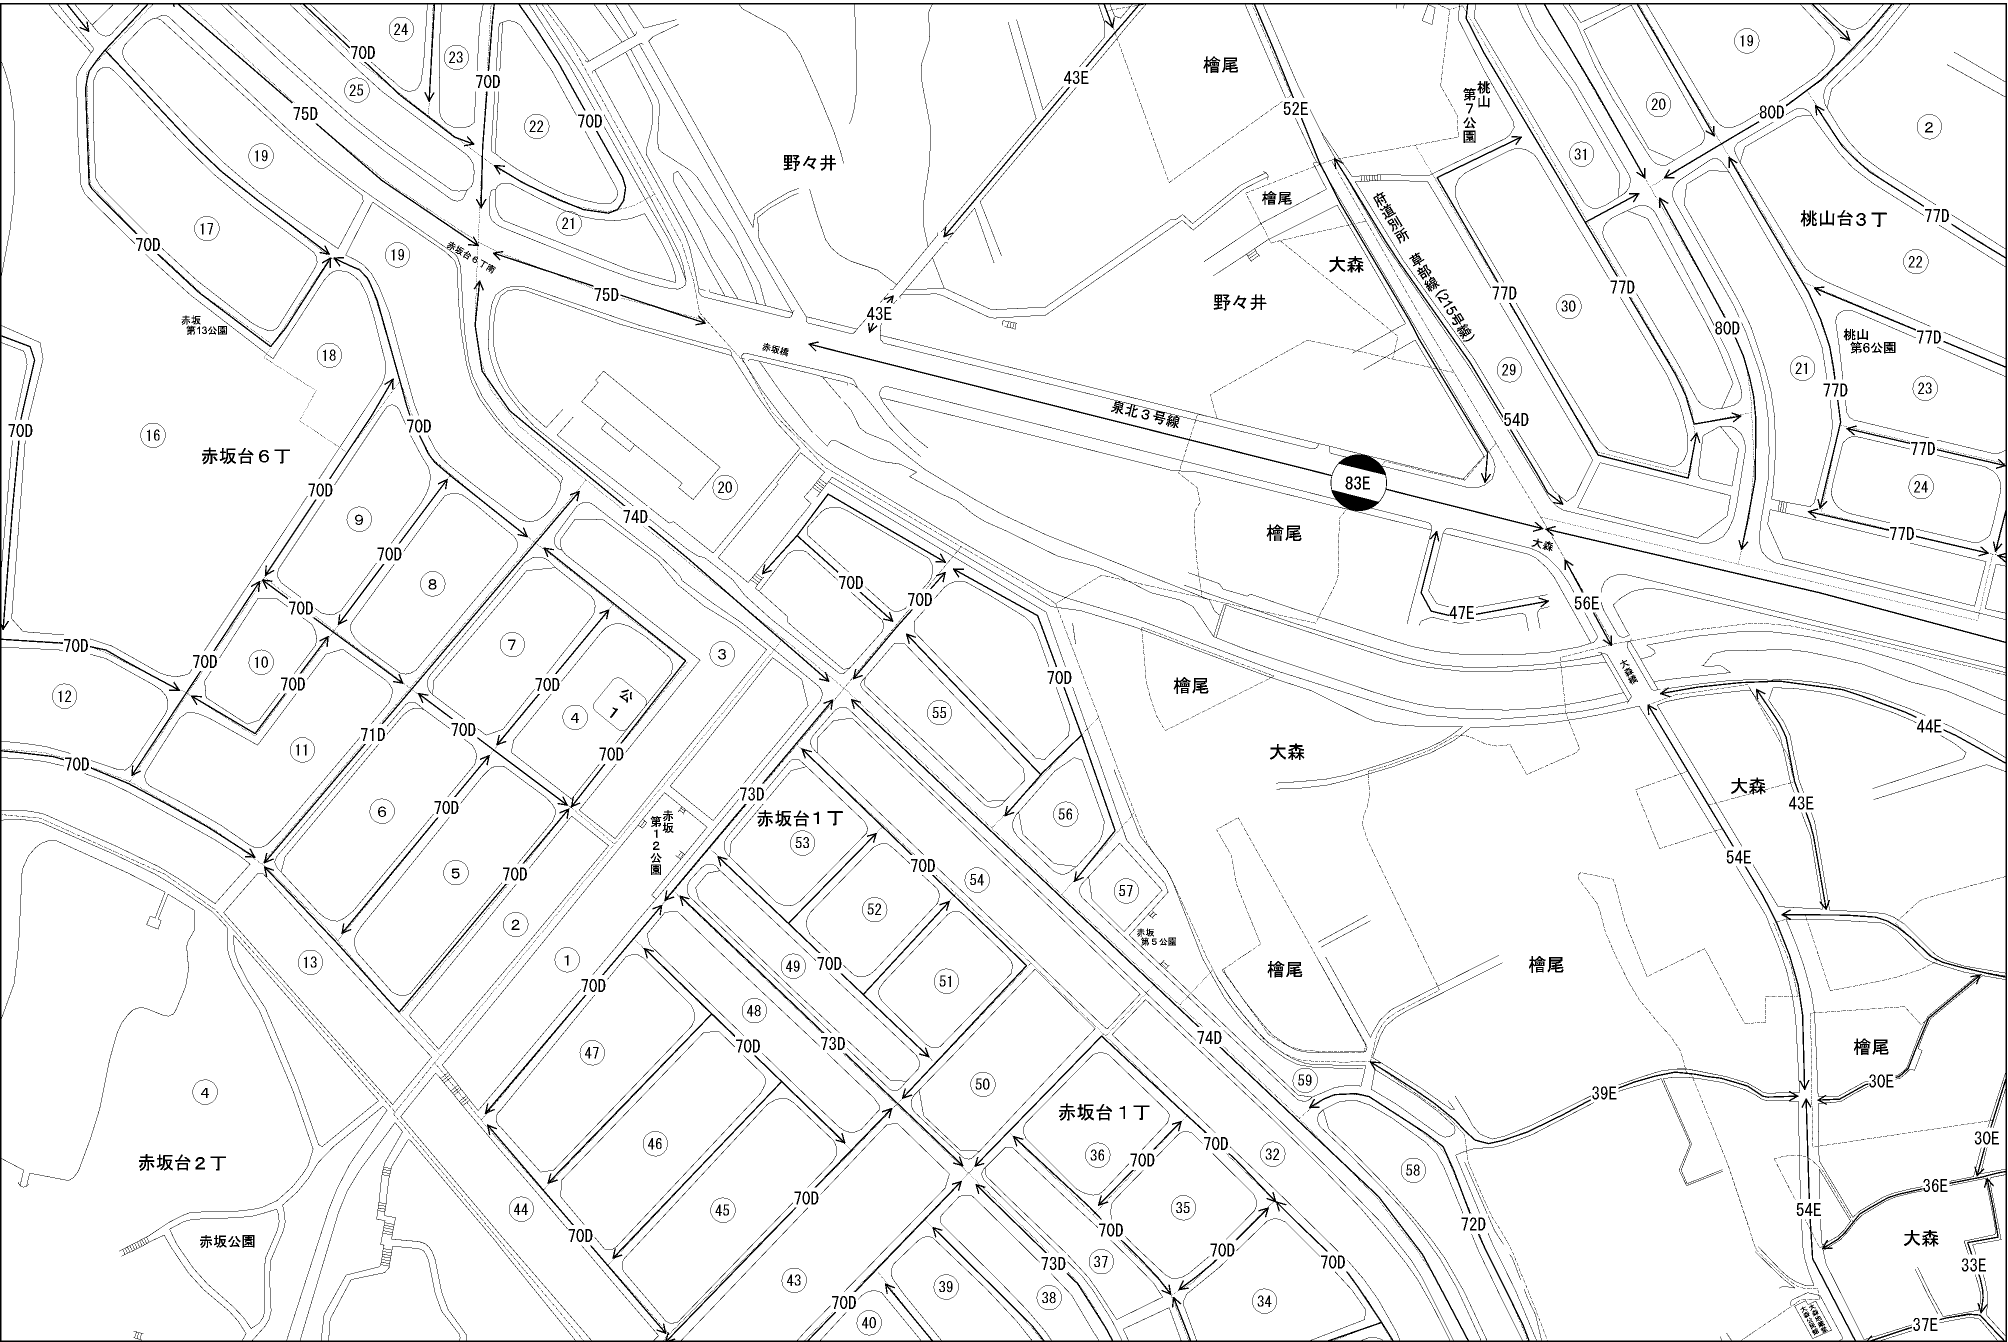 24
23
70D
70D
25
75D
22
70D
19
21
17
70D
19
赤坂台6丁南
75D
赤坂
第13公園
18
野々井
43E
43E
赤坂橋
檜尾
52E
桃山
第7公園
檜尾
大森
野々井
府道別所 草部線(215号線)
19
20
80D
2
31
桃山台3丁
77D
22
30
77D
77D
80D
桃山
第6公園
77D
21
77D
23
29
54D
77D
24
77D
泉北3号線
83E
檜尾
大森
47E
56E
大森橋
70D
16
赤坂台6丁
70D
70D
9
70D
8
20
74D
70D
70D
70D
70D
10
70D
12
7
70D
3
公
1
4
70D
70D
71D
70D
11
6
70D
5
70D
55
70D
檜尾
大森
44E
大森
43E
54E
73D
赤坂台1丁
53
赤坂
第12公園
56
70D
54
57
赤坂
第5公園
52
2
13
1
70D
49
70D
51
48
73D
74D
檜尾
檜尾
檜尾
30E
39E
47
70D
50
59
4
赤坂台2丁
46
赤坂台1丁
36
70D
70D
32
58
30E
36E
54E
大森
33E
37E
赤坂公園
44
70D
45
70D
35
70D
70D
72D
73D
37
70D
43
70D
39
38
34
40